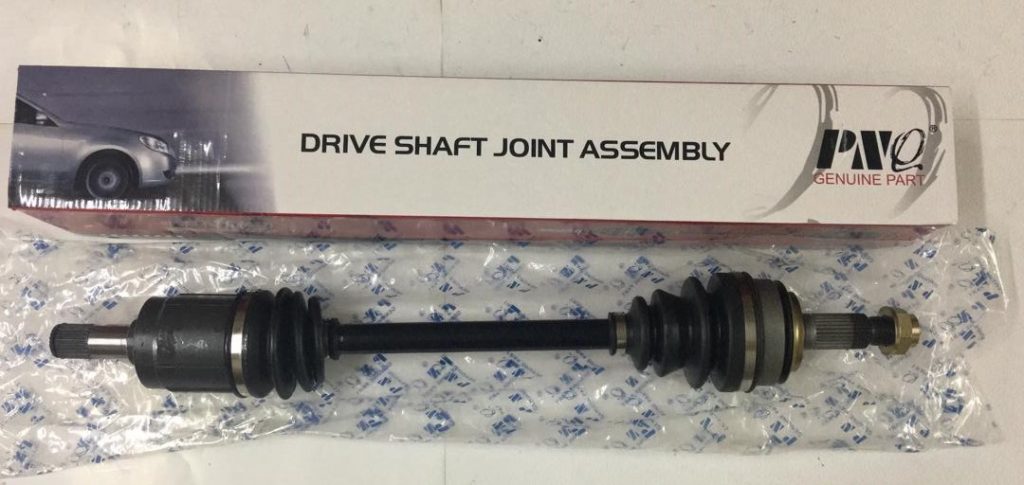 DRIVE SHAFT JOINT ASSEMBLY
PNQ®
GENUINE PART